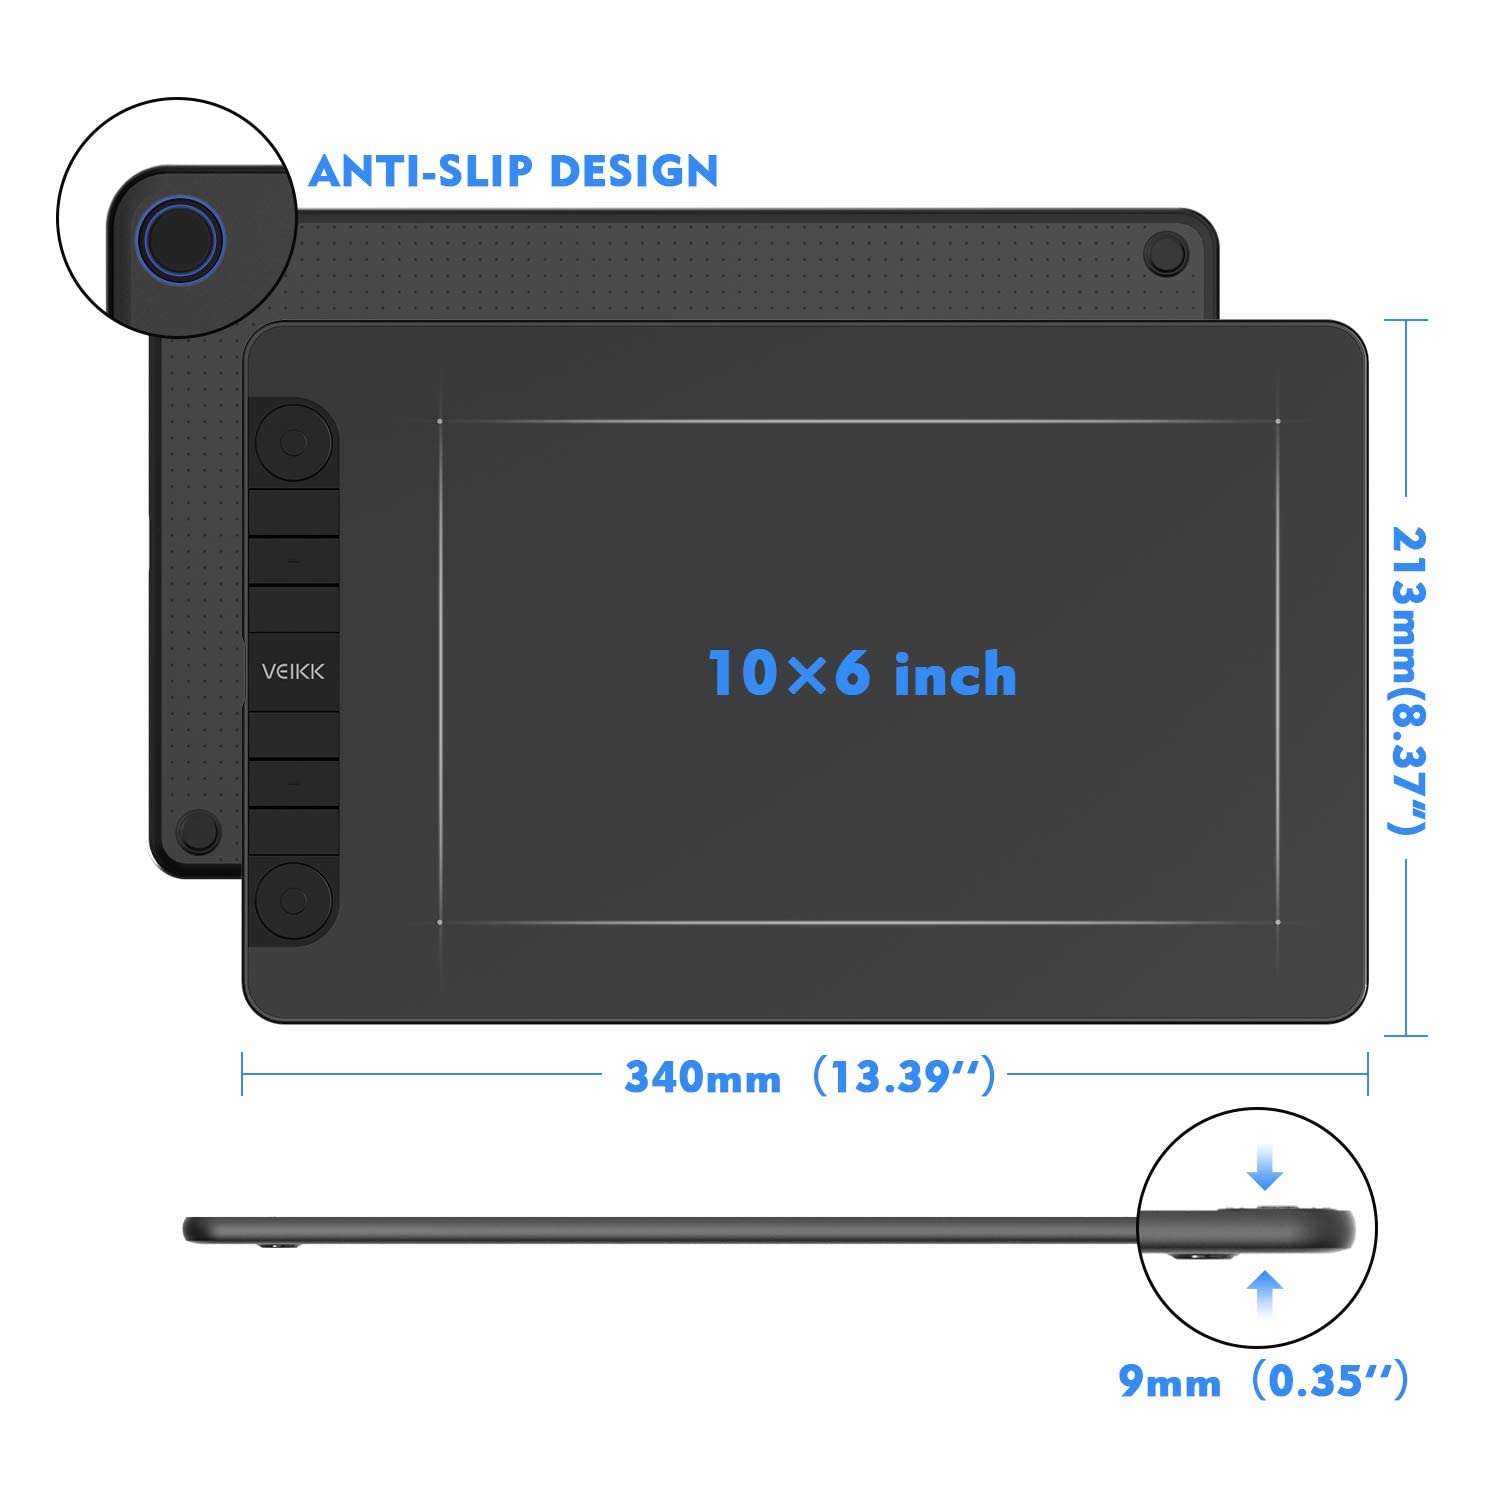 ANTI-SLIP DESIGN
VEIKK
10×6 inch
213mm(8.37”)
340mm（13.39‘‘）
9mm（0.35‘‘）